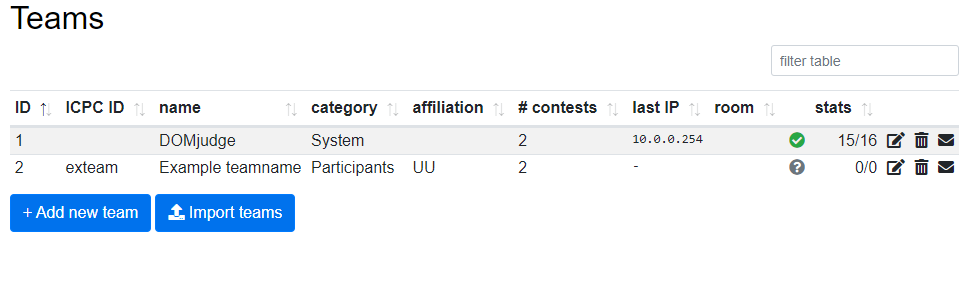 Teams
filter table
ID ICPC ID name category affiliation # contests last IP room stats
1 DOMjudge System 2 10.0.0.254 15/16
2 exteam Example teamname Participants UU 2 - 0/0
+ Add new team Import teams